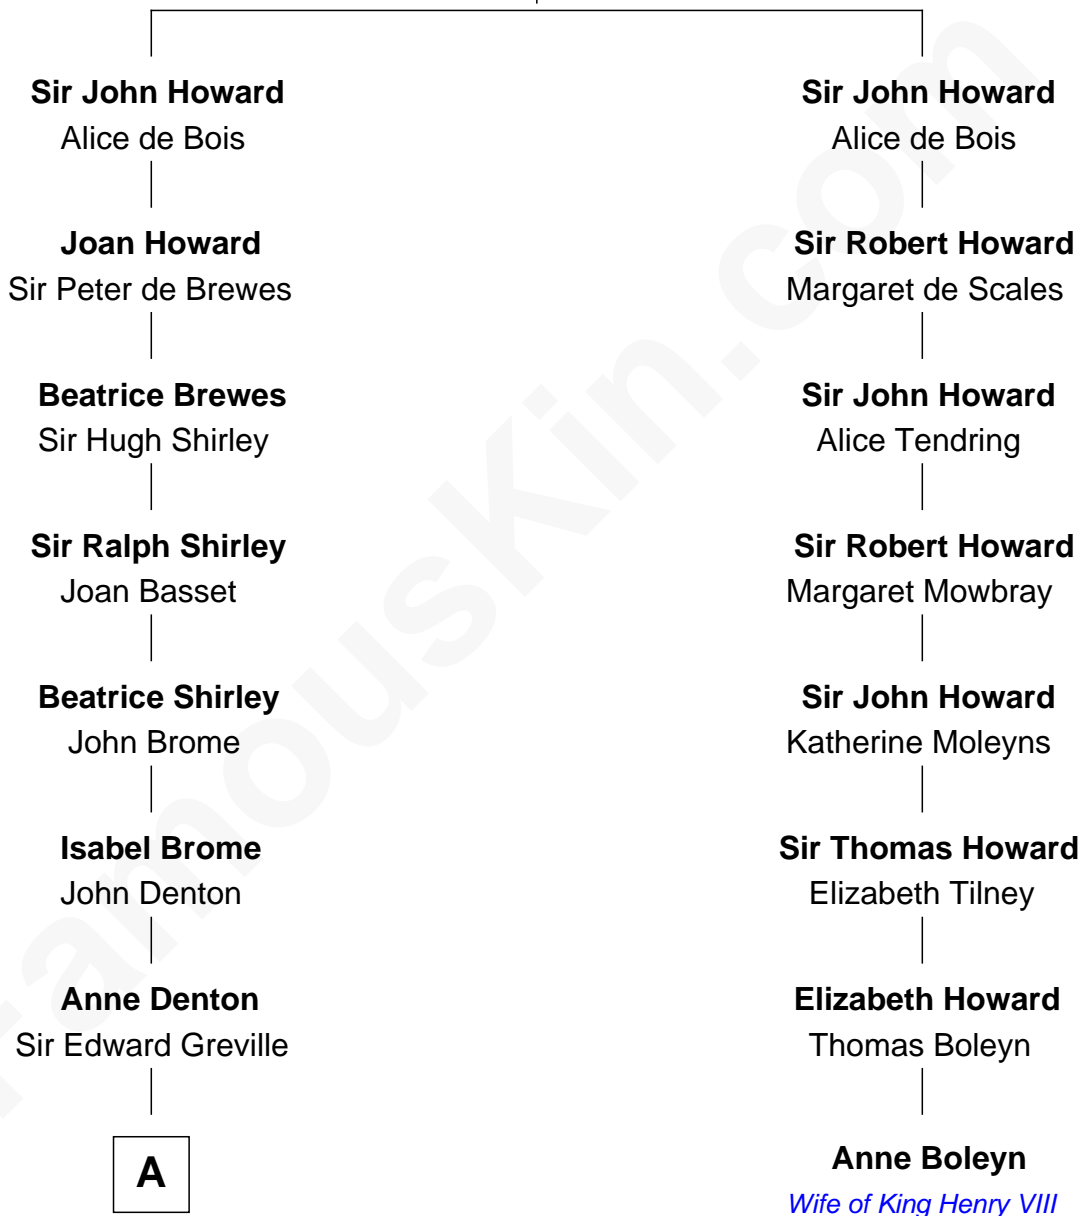 Sir John Howard
Alice de Bois
Joan Howard
Sir Peter de Brewes
Beatrice Brewes
Sir Hugh Shirley
Sir Ralph Shirley
Joan Basset
Beatrice Shirley
John Brome
Isabel Brome
John Denton
Anne Denton
Sir Edward Greville
A
Sir John Howard
Alice de Bois
Sir Robert Howard
Margaret de Scales
Sir John Howard
Alice Tendring
Sir Robert Howard
Margaret Mowbray
Sir John Howard
Katherine Moleyns
Sir Thomas Howard
Elizabeth Tilney
Elizabeth Howard
Thomas Boleyn
Anne Boleyn
Wife of King Henry VIII
FamousKin.com